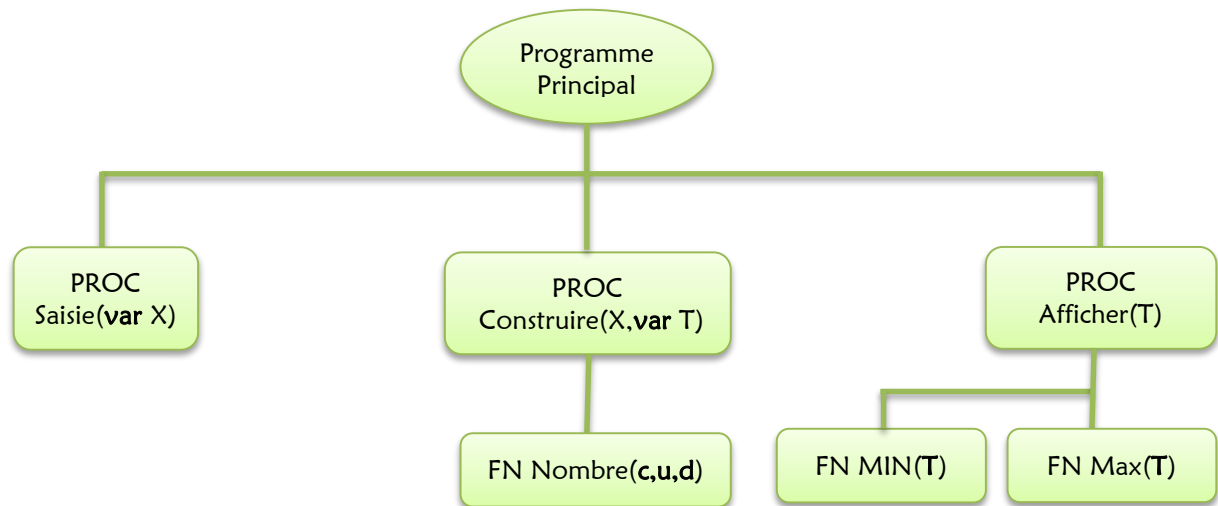 Programme
Principal
PROC
Saisie(var X)
PROC
Construire(X,var T)
PROC
Afficher(T)
FN Nombre(c,u,d)
FN MIN(T)
FN Max(T)